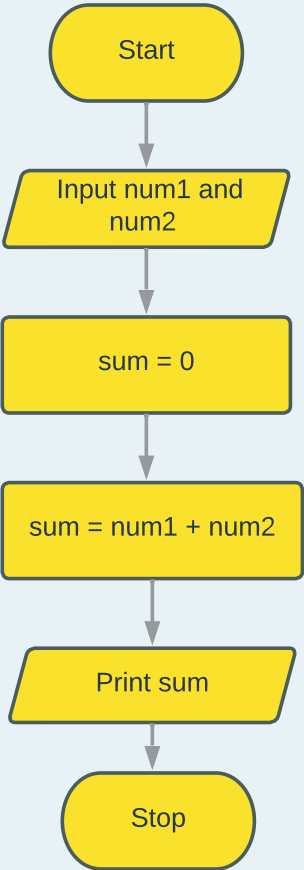 Start
Input num1 and
num2
sum = 0
sum = num1 + num2
Print sum
Stop